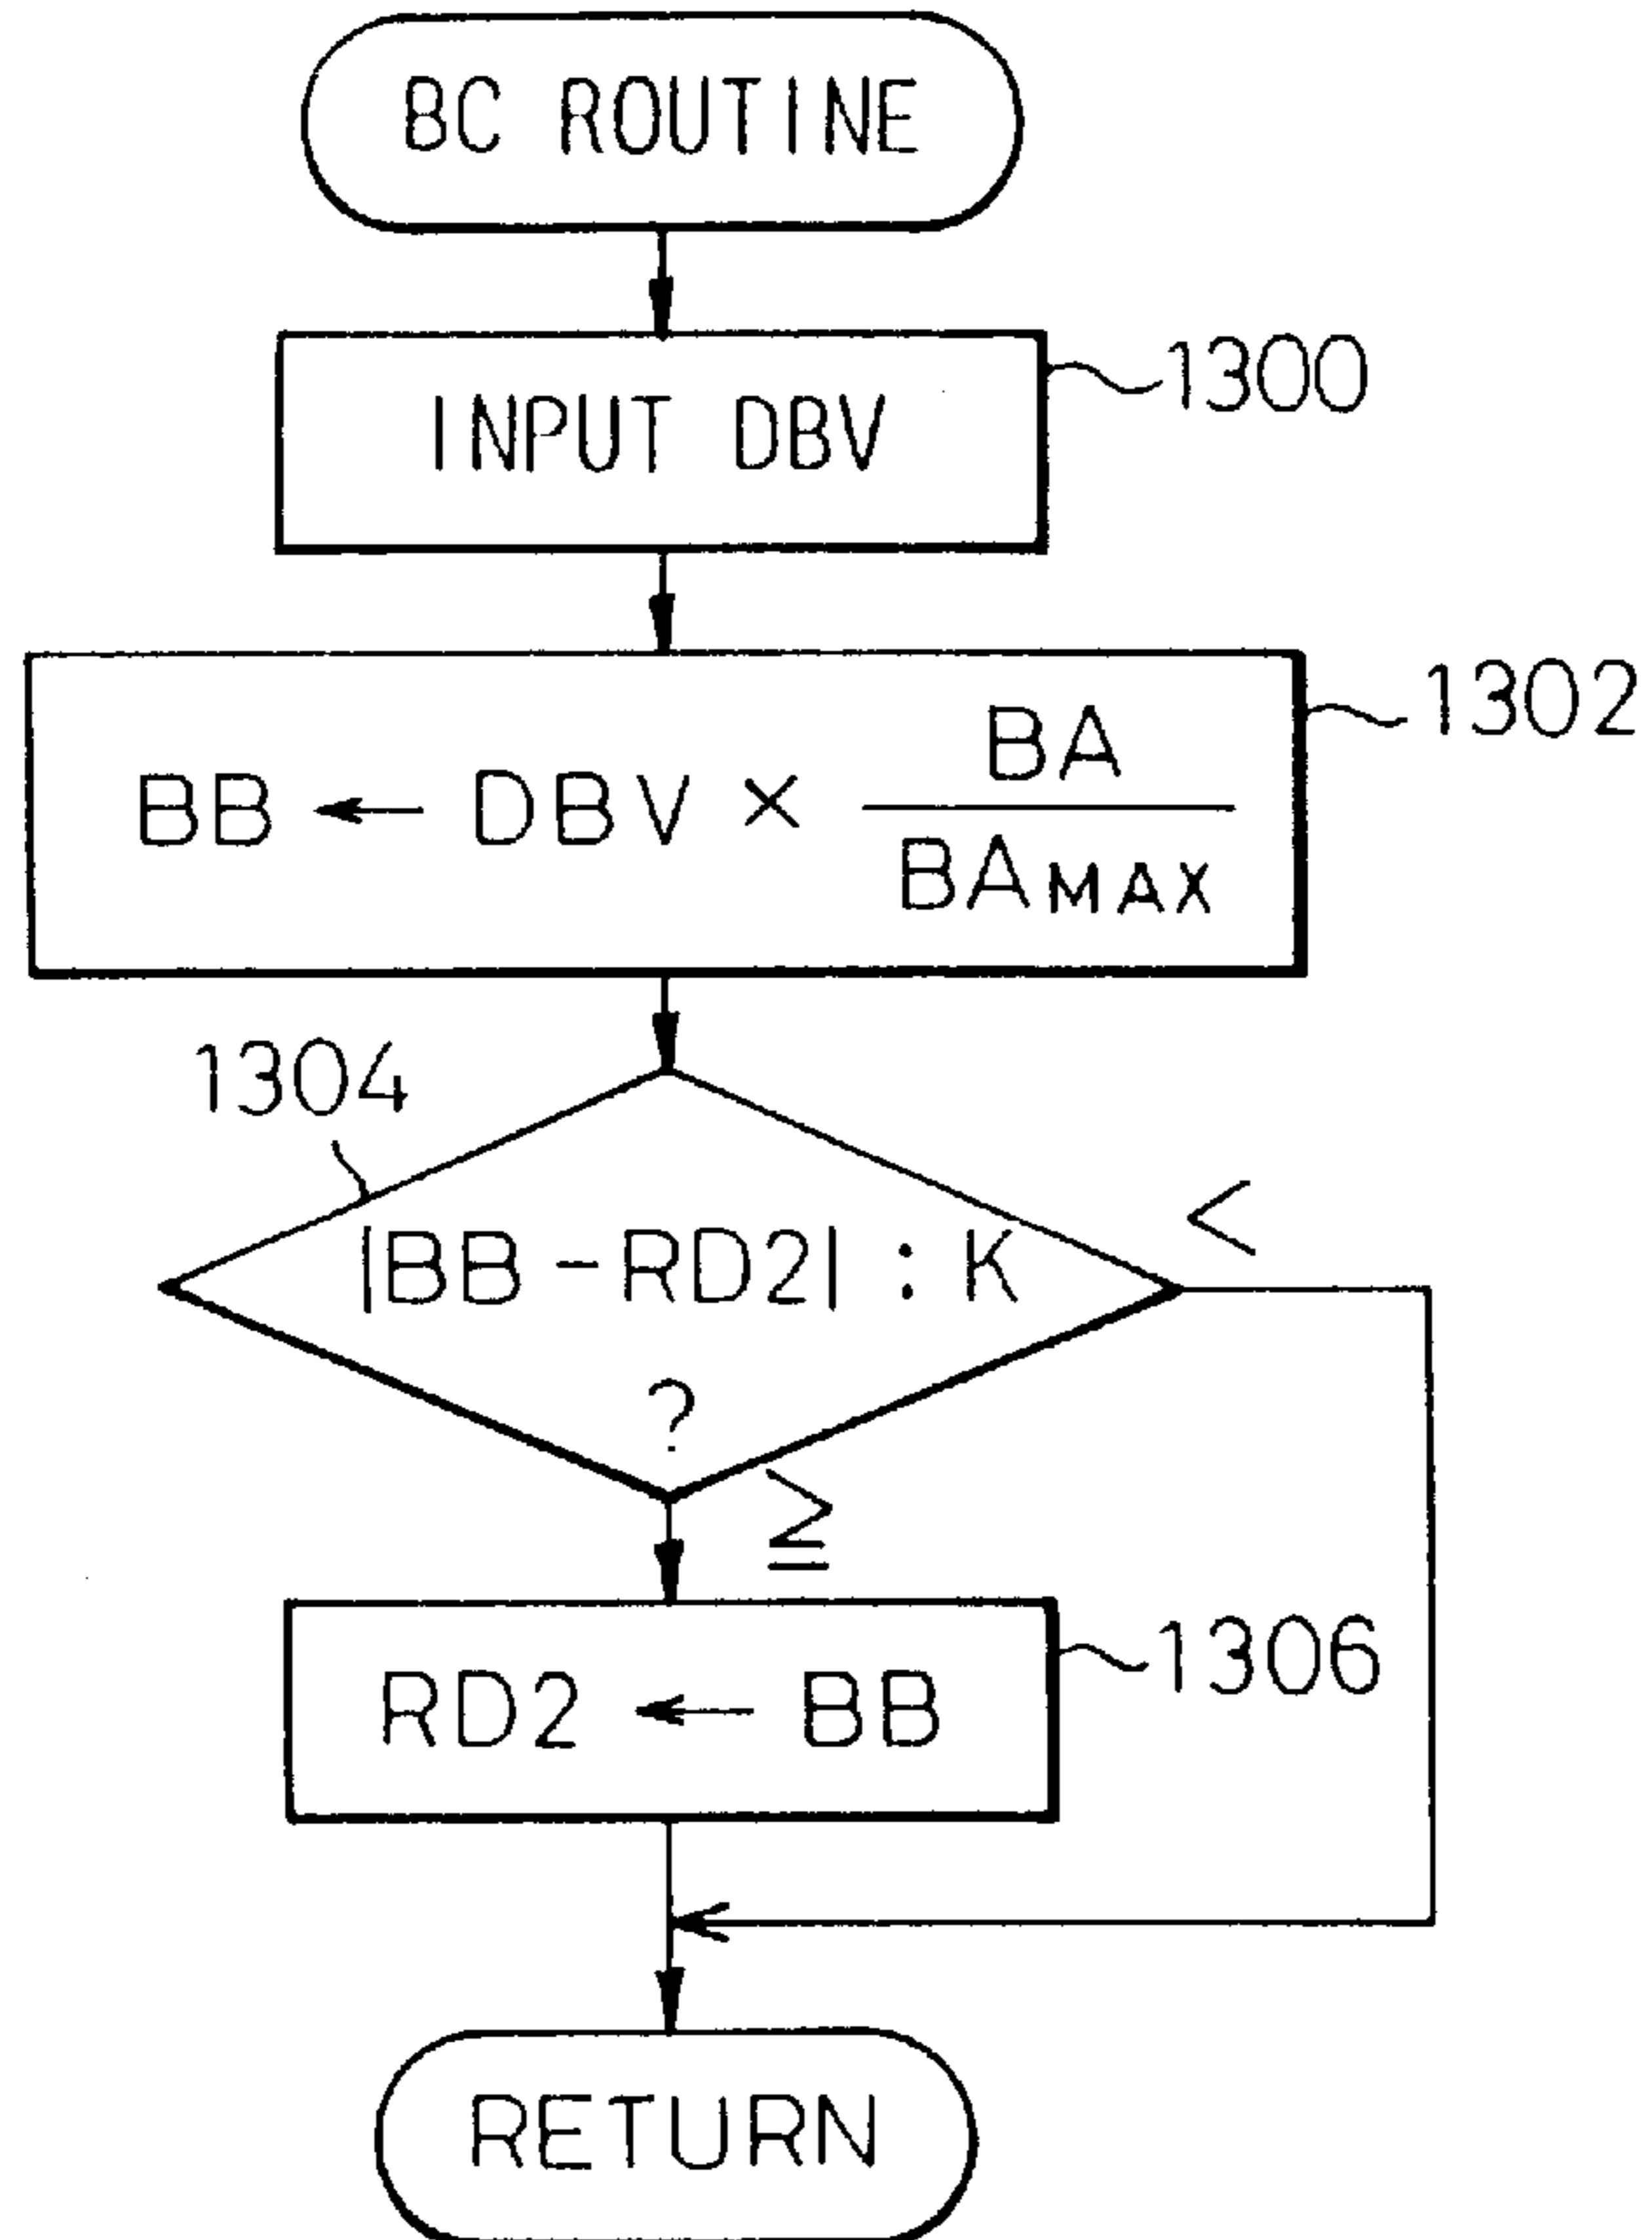 BC ROUTINE
INPUT DBV
1300
BB ← DBV × BA / BAMAX
1302
1304
|BB-RD2| : K
?
<
≧
RD2 ← BB
1306
RETURN